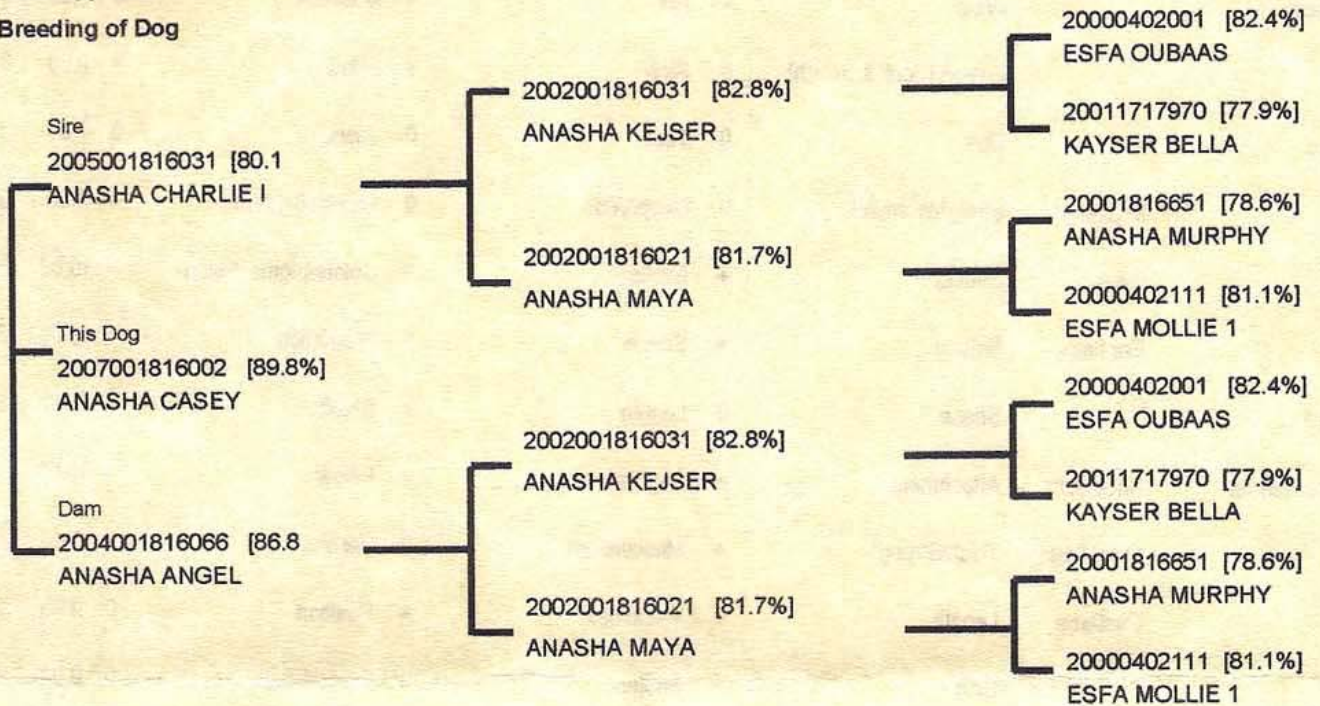 Breeding of Dog
Sire
2005001816031 [80.1
ANASHA CHARLIE I
This Dog
2007001816002 [89.8%]
ANASHA CASEY
Dam
2004001816066 [86.8
ANASHA ANGEL
2002001816031 [82.8%]
ANASHA KEJSER
2002001816021 [81.7%]
ANASHA MAYA
2002001816031 [82.8%]
ANASHA KEJSER
2002001816021 [81.7%]
ANASHA MAYA
20000402001 [82.4%]
ESFA OUBAAS
20011717970 [77.9%]
KAYSER BELLA
20001816651 [78.6%]
ANASHA MURPHY
20000402111 [81.1%]
ESFA MOLLIE 1
20000402001 [82.4%]
ESFA OUBAAS
20011717970 [77.9%]
KAYSER BELLA
20001816651 [78.6%]
ANASHA MURPHY
20000402111 [81.1%]
ESFA MOLLIE 1